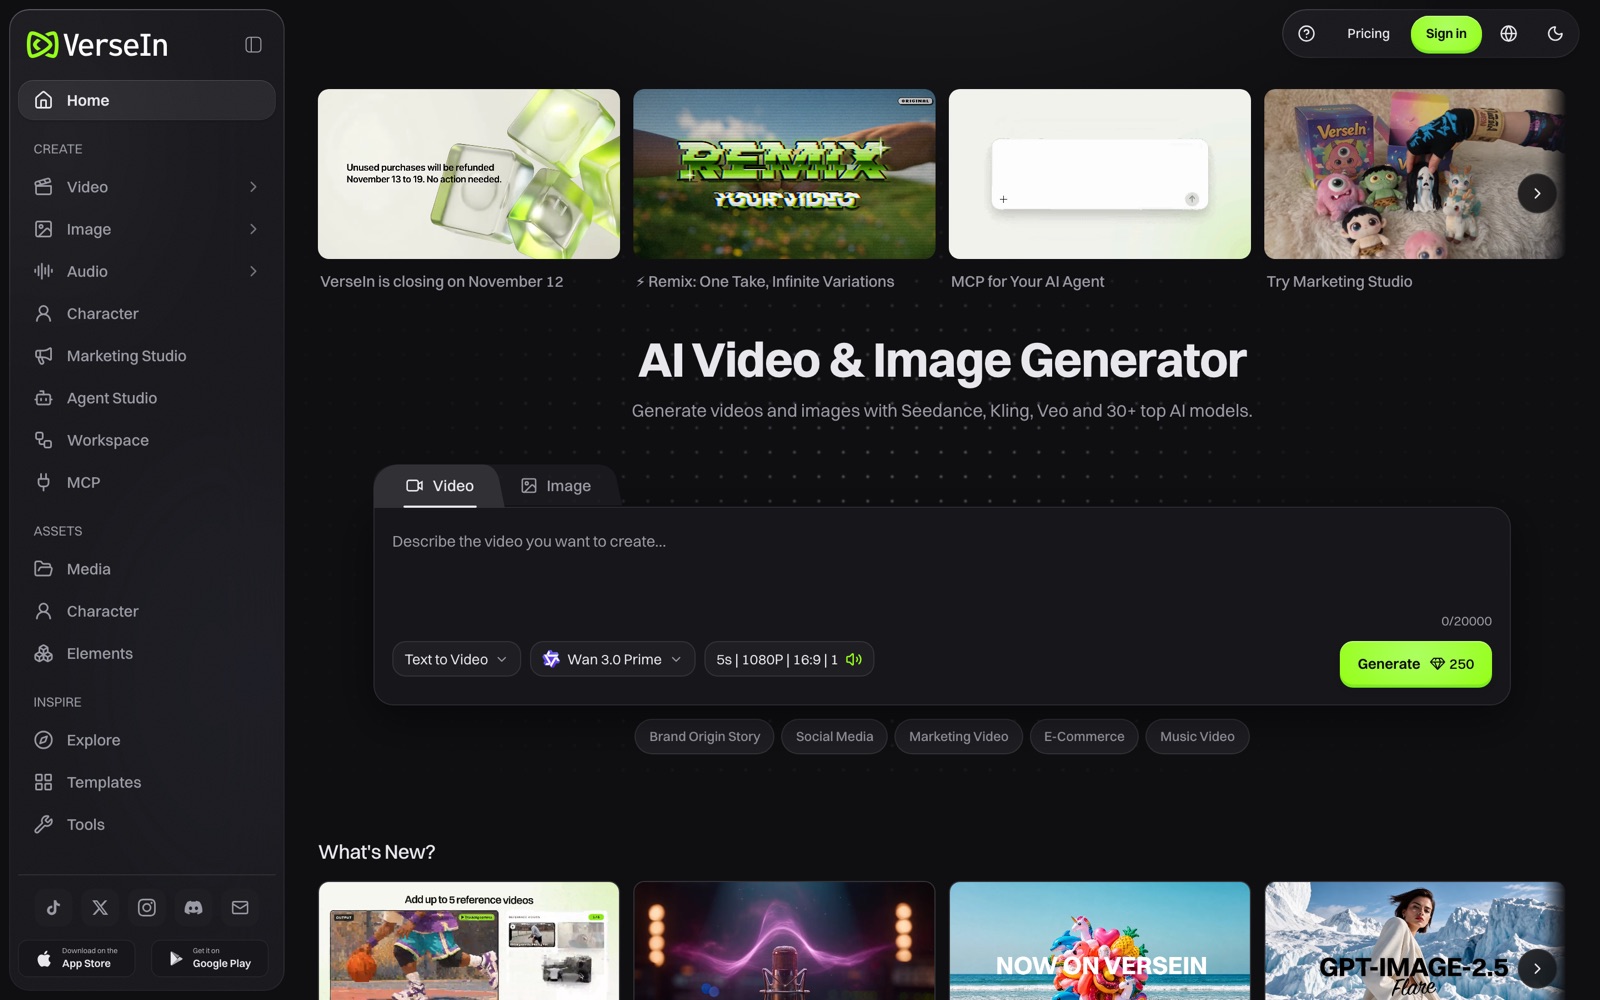 VerseIn
Home
CREATE
Video
Image
Audio
Character
Marketing Studio
Agent Studio
Workspace
MCP
ASSETS
Media
Character
Elements
INSPIRE
Explore
Templates
Tools
Download on the
App Store
Get it on
Google Play
Pricing
Sign in
Unused purchases will be refunded
November 13 to 19. No action needed.
VerseIn is closing on November 12
ORIGINAL
REMIX
YOUR VIDEO
⚡ Remix: One Take, Infinite Variations
MCP for Your AI Agent
VerseIn
Try Marketing Studio
AI Video & Image Generator
Generate videos and images with Seedance, Kling, Veo and 30+ top AI models.
Video
Image
Describe the video you want to create...
0/20000
Text to Video
Wan 3.0 Prime
5s | 1080P | 16:9 | 1
Generate 250
Brand Origin Story
Social Media
Marketing Video
E-Commerce
Music Video
What's New?
Add up to 5 reference videos
OUTPUT
NOW ON VERSEIN
GPT-IMAGE-2.5
Flare